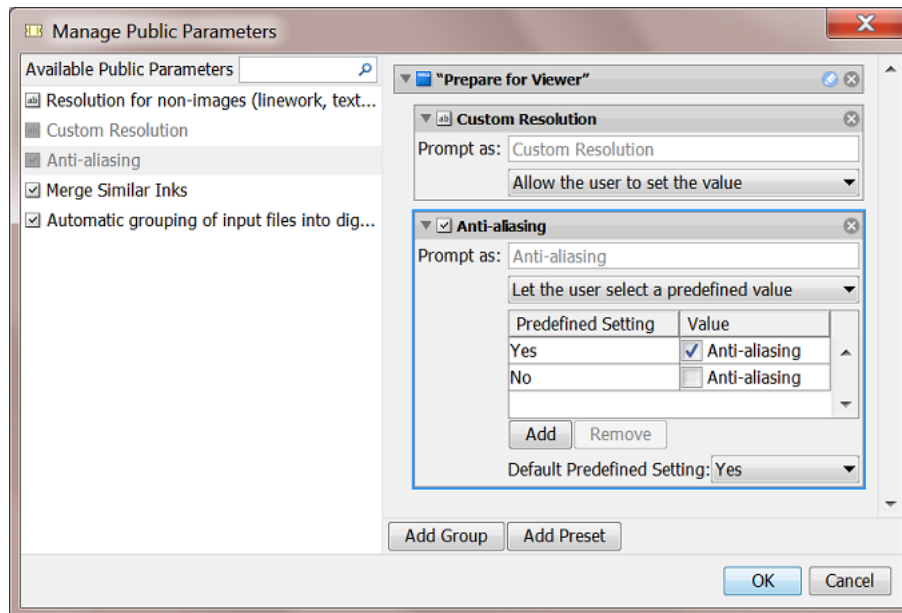 Manage Public Parameters
Available Public Parameters
Resolution for non-images (linework, text...
Custom Resolution
Anti-aliasing
Merge Similar Inks
Automatic grouping of input files into dig...
"Prepare for Viewer"
Custom Resolution
Prompt as: Custom Resolution
Allow the user to set the value
Anti-aliasing
Prompt as: Anti-aliasing
Let the user select a predefined value
Predefined Setting Value
Yes Anti-aliasing
No Anti-aliasing
Add Remove
Default Predefined Setting: Yes
Add Group Add Preset
OK Cancel